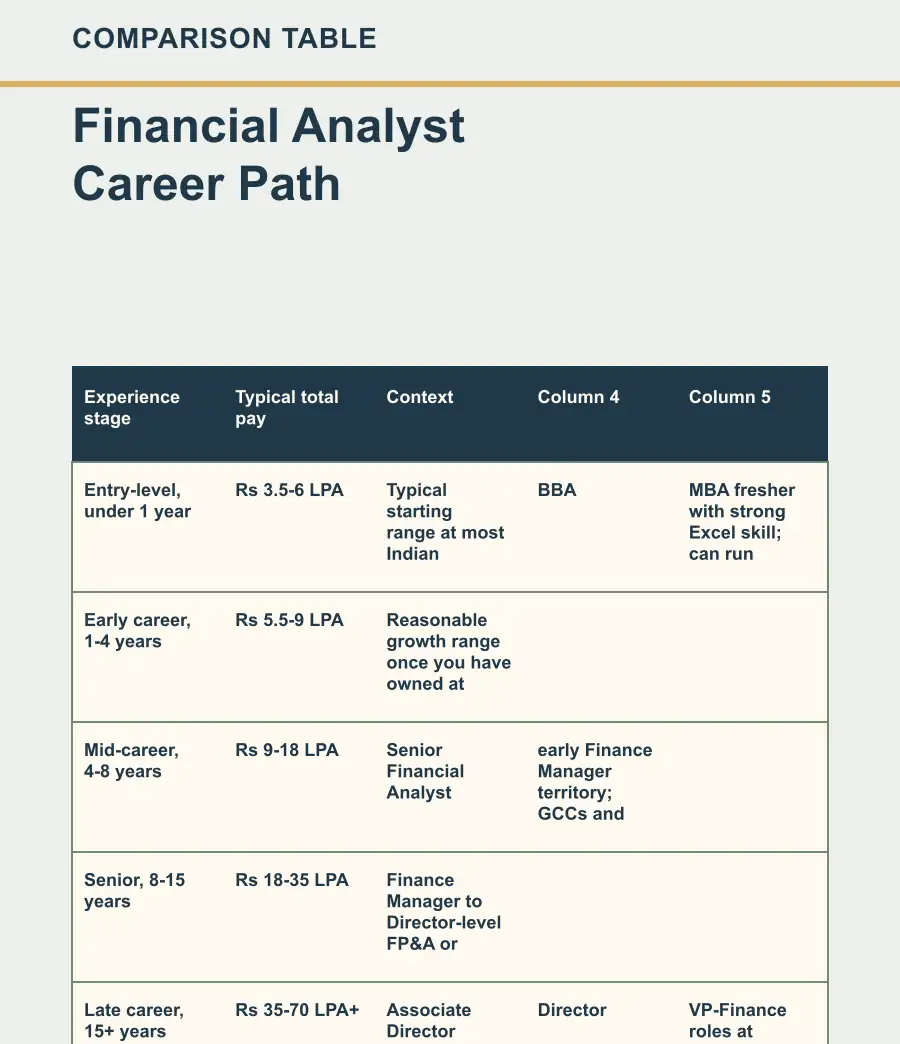 COMPARISON TABLE
Financial Analyst
Career Path
Experience stage | Typical total pay | Context | Column 4 | Column 5
Entry-level, under 1 year | Rs 3.5-6 LPA | Typical starting range at most Indian | BBA | MBA fresher with strong Excel skill; can run
Early career, 1-4 years | Rs 5.5-9 LPA | Reasonable growth range once you have owned at
Mid-career, 4-8 years | Rs 9-18 LPA | Senior Financial Analyst | early Finance Manager territory; GCCs and
Senior, 8-15 years | Rs 18-35 LPA | Finance Manager to Director-level FP&A or
Late career, 15+ years | Rs 35-70 LPA+ | Associate Director | Director | VP-Finance roles at